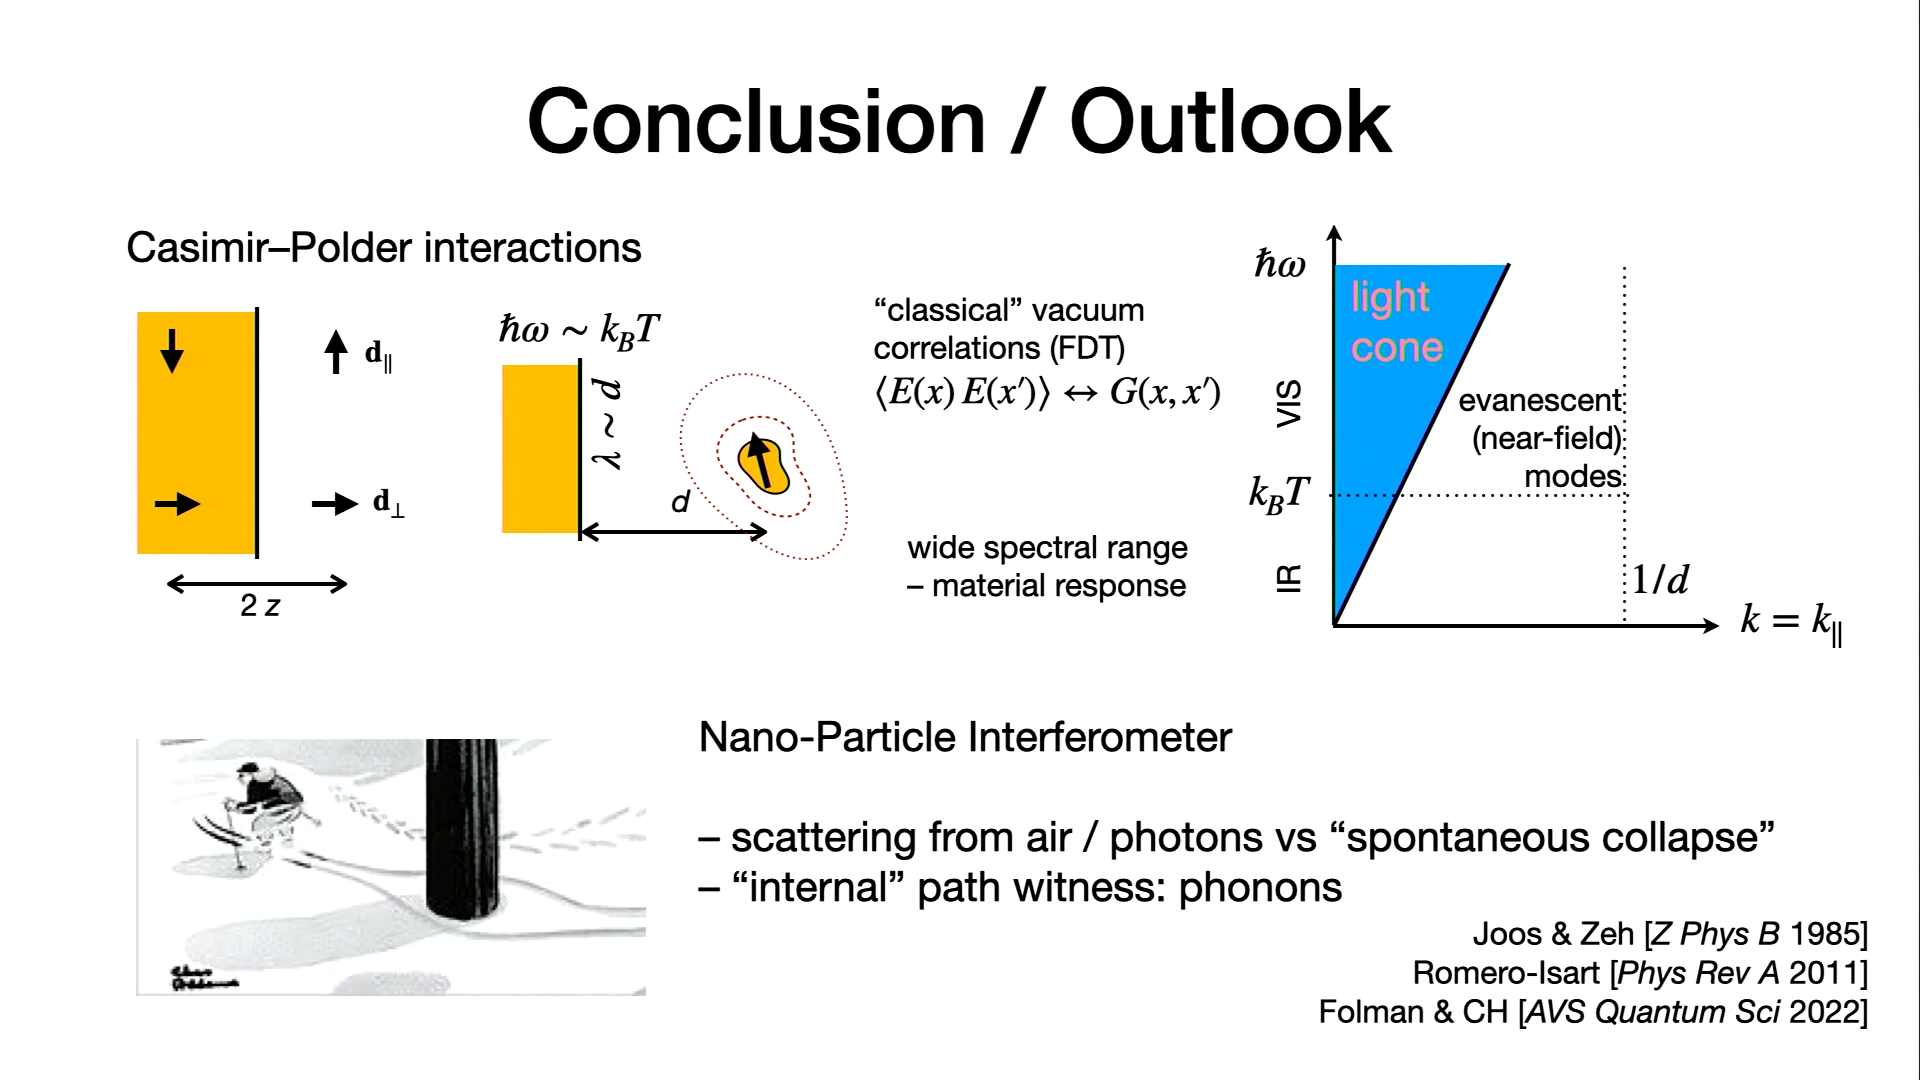 Conclusion / Outlook
Casimir–Polder interactions
d∥
d⊥
2 z
ħω ∼ k_BT
λ ∼ d
d
“classical” vacuum
correlations (FDT)
⟨E(x) E(x′)⟩ ↔ G(x, x′)
wide spectral range
– material response
ħω
light
cone
VIS
evanescent
(near-field)
modes
k_BT
IR
1/d
k = k∥
Nano-Particle Interferometer
– scattering from air / photons vs “spontaneous collapse”
– “internal” path witness: phonons
Joos & Zeh [Z Phys B 1985]
Romero-Isart [Phys Rev A 2011]
Folman & CH [AVS Quantum Sci 2022]